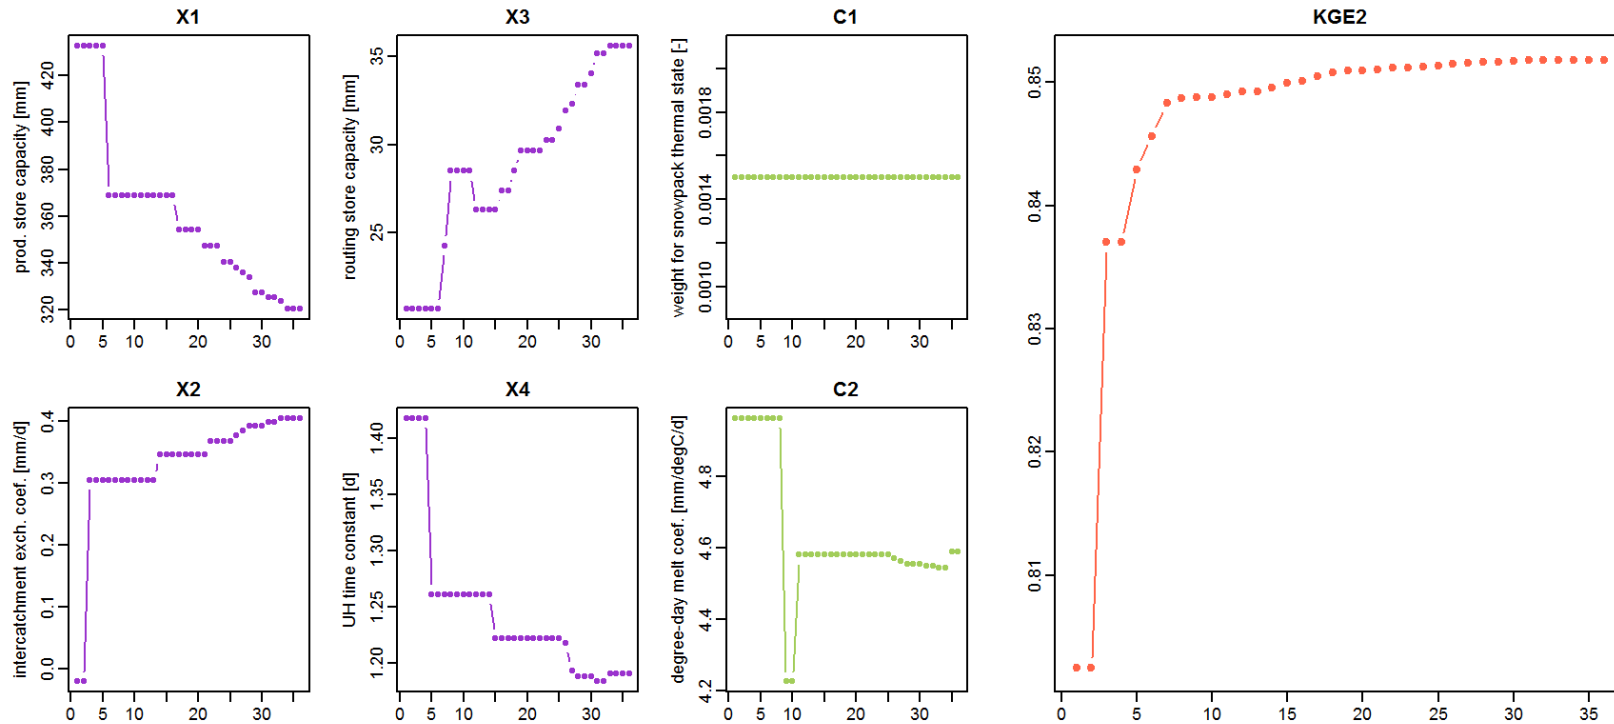 X1
prod. store capacity [mm]
320 340 360 380 400 420
0 5 10 20 30
X3
routing store capacity [mm]
25 30 35
0 5 10 20 30
C1
weight for snowpack thermal state [-]
0.0010 0.0014 0.0018
0 5 10 20 30
KGE2
0.81 0.82 0.83 0.84 0.85
0 5 10 15 20 25 30 35
X2
intercatchment exch. coef. [mm/d]
0.0 0.1 0.2 0.3 0.4
0 5 10 20 30
X4
UH time constant [d]
1.20 1.25 1.30 1.35 1.40
0 5 10 20 30
C2
degree-day melt coef. [mm/degC/d]
4.2 4.4 4.6 4.8
0 5 10 20 30